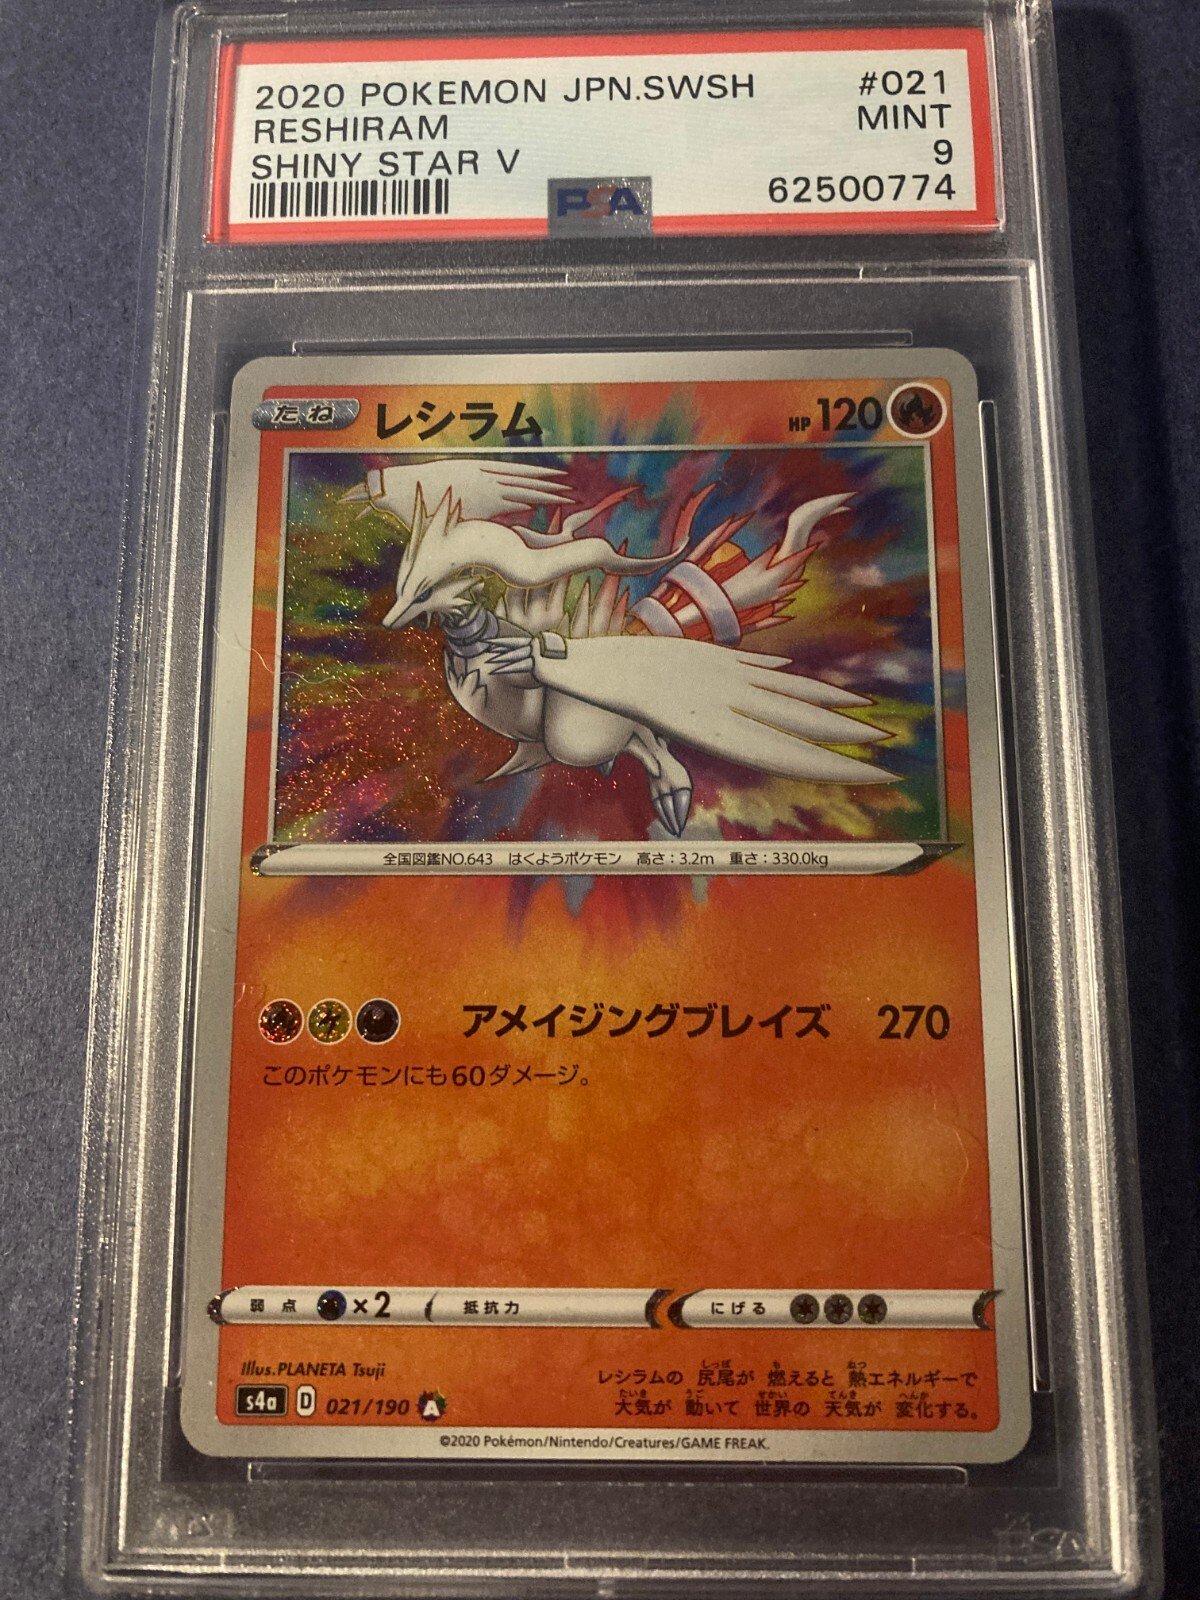 2020 POKEMON JPN.SWSH #021
RESHIRAM MINT
SHINY STAR V 9
PSA 62500774
たね レシラム HP 120
全国図鑑NO.643 はくようポケモン 高さ:3.2m 重さ:330.0kg
アメイジングブレイズ 270
このポケモンにも60ダメージ。
弱点 ×2 抵抗力 にげる
Illus.PLANETA Tsuji
レシラムの 尻尾が 燃えると 熱エネルギーで
大気が 動いて 世界の 天気が 変化する。
s4a D 021/190 A
©2020 Pokémon/Nintendo/Creatures/GAME FREAK.